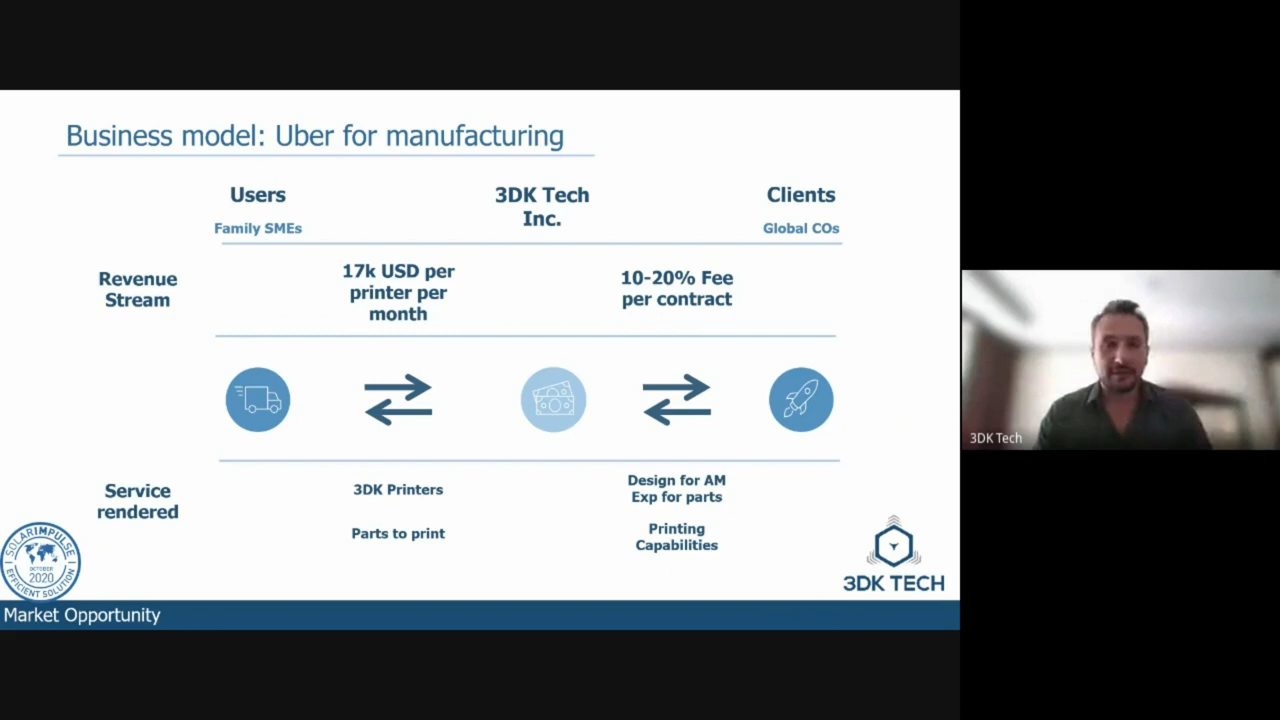 Business model: Uber for manufacturing
Users
3DK Tech
Inc.
Clients
Family SMEs
Global COs
Revenue
Stream
17k USD per
printer per
month
10-20% Fee
per contract
Service
rendered
3DK Printers
Parts to print
Design for AM
Exp for parts
Printing
Capabilities
SOLARIMPULSE
OCTOBER
2020
EFFICIENT SOLUTION
3DK TECH
Market Opportunity
3DK Tech